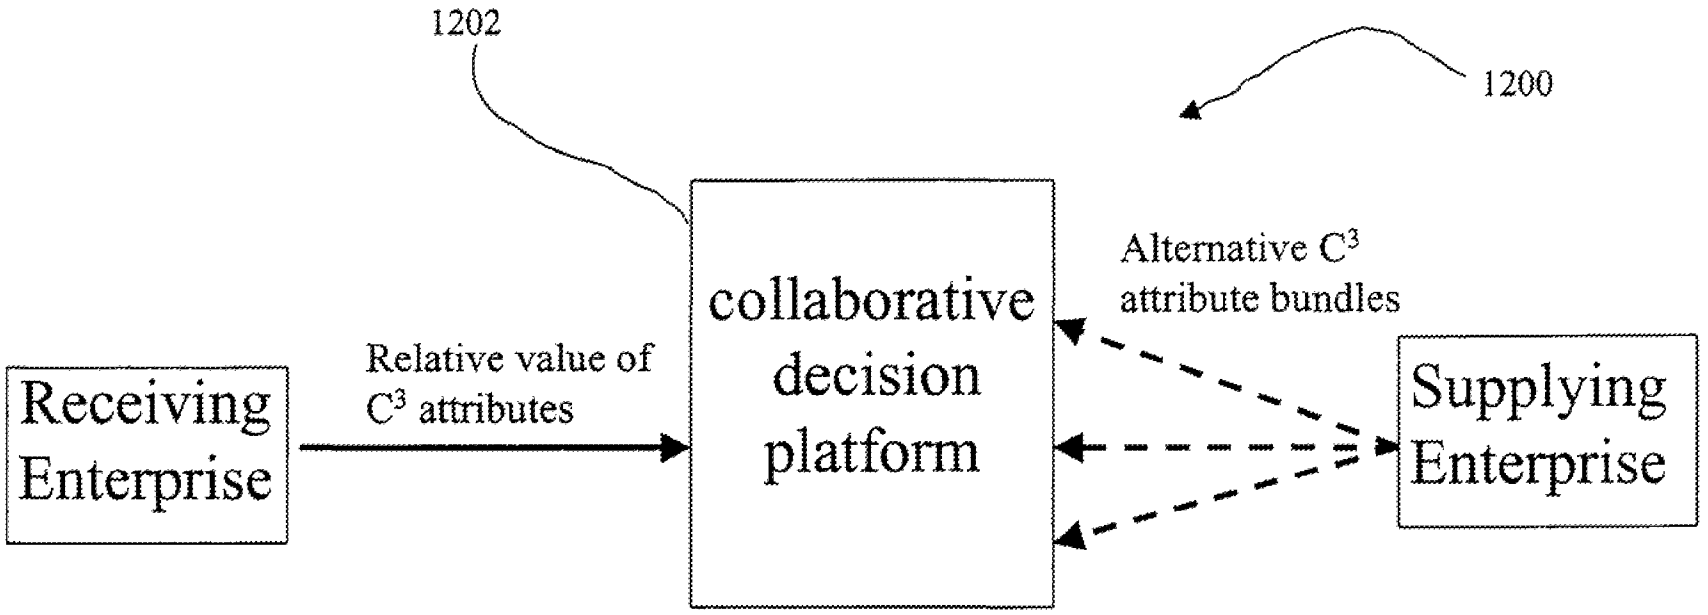 1202
1200
Alternative C³
attribute bundles
collaborative
decision
platform
Relative value of
C³ attributes
Receiving
Enterprise
Supplying
Enterprise